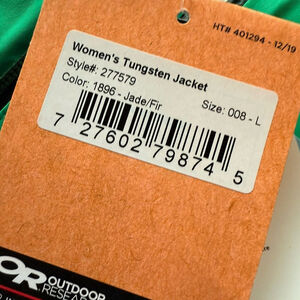 HT# 401294 - 12/19
Women's Tungsten Jacket
Style#: 277579
Color: 1896 - Jade/Fir
Size: 008 - L
7 27602 79874 5
OR
OUTDOOR
RESEA